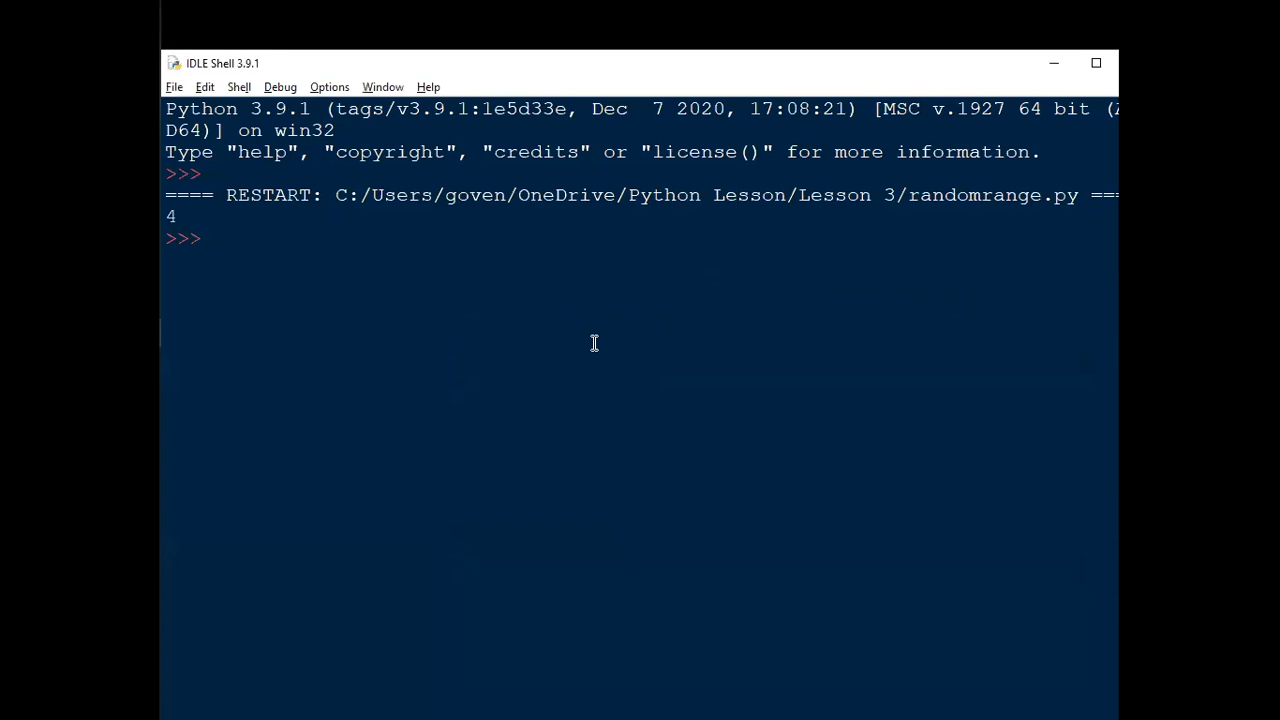 IDLE Shell 3.9.1
File Edit Shell Debug Options Window Help
Python 3.9.1 (tags/v3.9.1:1e5d33e, Dec  7 2020, 17:08:21) [MSC v.1927 64 bit (
D64)] on win32
Type "help", "copyright", "credits" or "license()" for more information.
>>>
==== RESTART: C:/Users/goven/OneDrive/Python Lesson/Lesson 3/randomrange.py ===
4
>>>